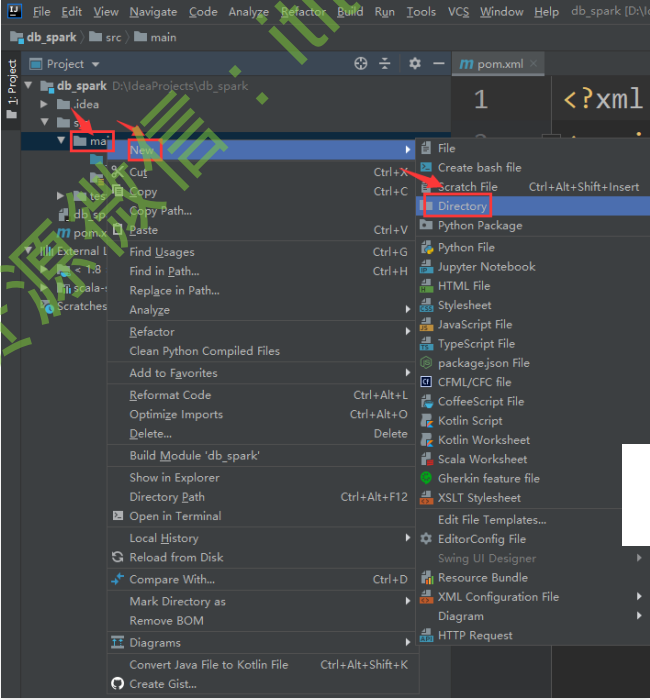 File Edit View Navigate Code Analyze Refactor Build Run Tools VCS Window Help db_spark [D:\I
db_spark src main
Project
pom.xml
1: Project
db_spark D:\IdeaProjects\db_spark
.idea
mai
tes
db_sp
pom.x
External L
< 1.8
scala-s
Scratches
1 <?xml
New
Cut Ctrl+X
Copy Ctrl+C
Copy Path...
Paste Ctrl+V
Find Usages Ctrl+G
Find in Path... Ctrl+H
Replace in Path...
Analyze
Refactor
Clean Python Compiled Files
Add to Favorites
Reformat Code Ctrl+Alt+L
Optimize Imports Ctrl+Alt+O
Delete... Delete
Build Module 'db_spark'
Show in Explorer
Directory Path Ctrl+Alt+F12
Open in Terminal
Local History
Reload from Disk
Compare With... Ctrl+D
Mark Directory as
Remove BOM
Diagrams
Convert Java File to Kotlin File Ctrl+Alt+Shift+K
Create Gist...
File
Create bash file
Scratch File Ctrl+Alt+Shift+Insert
Directory
Python Package
Python File
Jupyter Notebook
HTML File
Stylesheet
JavaScript File
TypeScript File
package.json File
CFML/CFC file
CoffeeScript File
Kotlin Script
Kotlin Worksheet
Scala Worksheet
Gherkin feature file
XSLT Stylesheet
Edit File Templates...
EditorConfig File
Swing UI Designer
Resource Bundle
XML Configuration File
Diagram
HTTP Request
源微信：